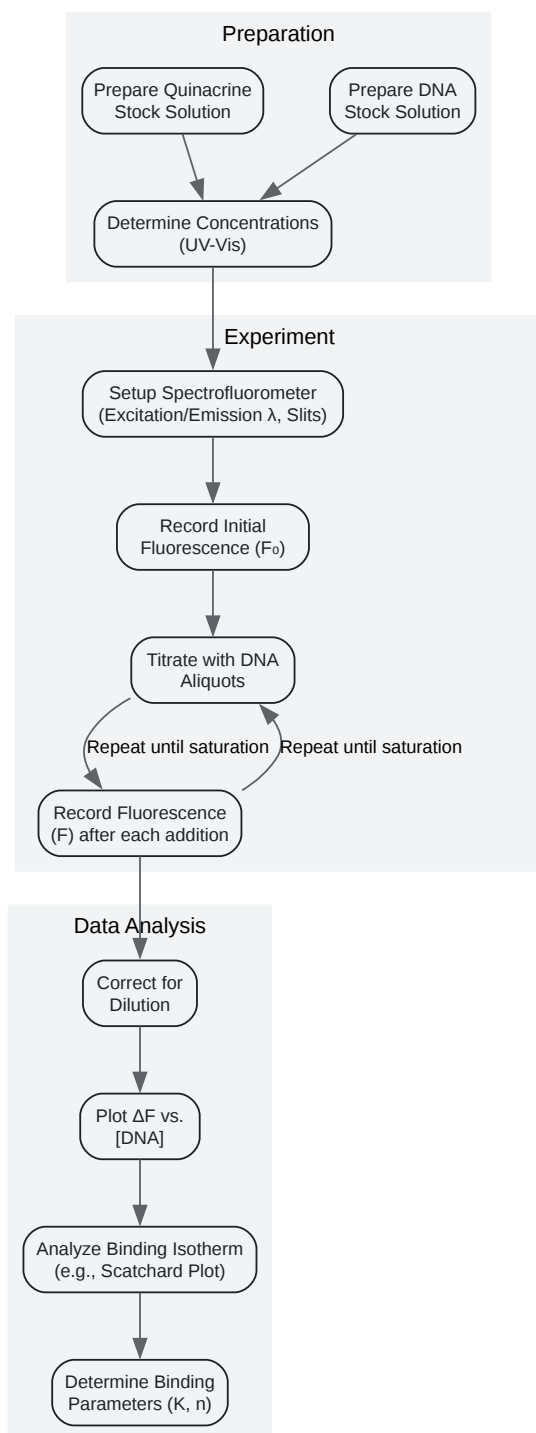 Preparation
Prepare Quinacrine
Stock Solution
Prepare DNA
Stock Solution
Determine Concentrations
(UV-Vis)
Experiment
Setup Spectrofluorometer
(Excitation/Emission λ, Slits)
Record Initial
Fluorescence (F₀)
Titrate with DNA
Aliquots
Repeat until saturation
Repeat until saturation
Record Fluorescence
(F) after each addition
Data Analysis
Correct for
Dilution
Plot ΔF vs.
[DNA]
Analyze Binding Isotherm
(e.g., Scatchard Plot)
Determine Binding
Parameters (K, n)